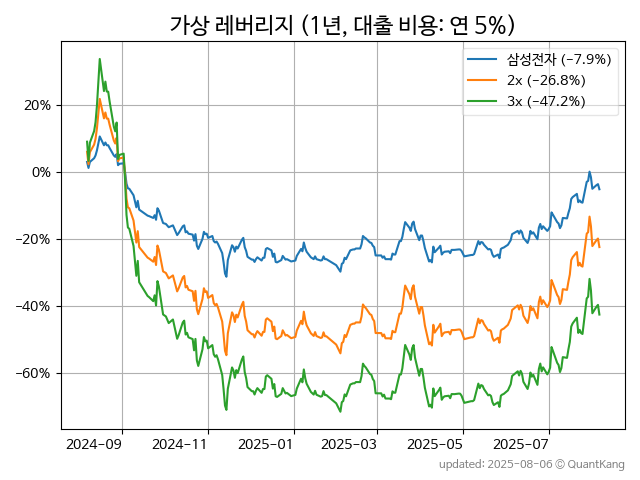 가상 레버리지 (1년, 대출 비용: 연 5%)
삼성전자 (−7.9%)
2x (−26.8%)
3x (−47.2%)
20%
0%
−20%
−40%
−60%
2024-09 2024-11 2025-01 2025-03 2025-05 2025-07
updated: 2025-08-06 © QuantKang